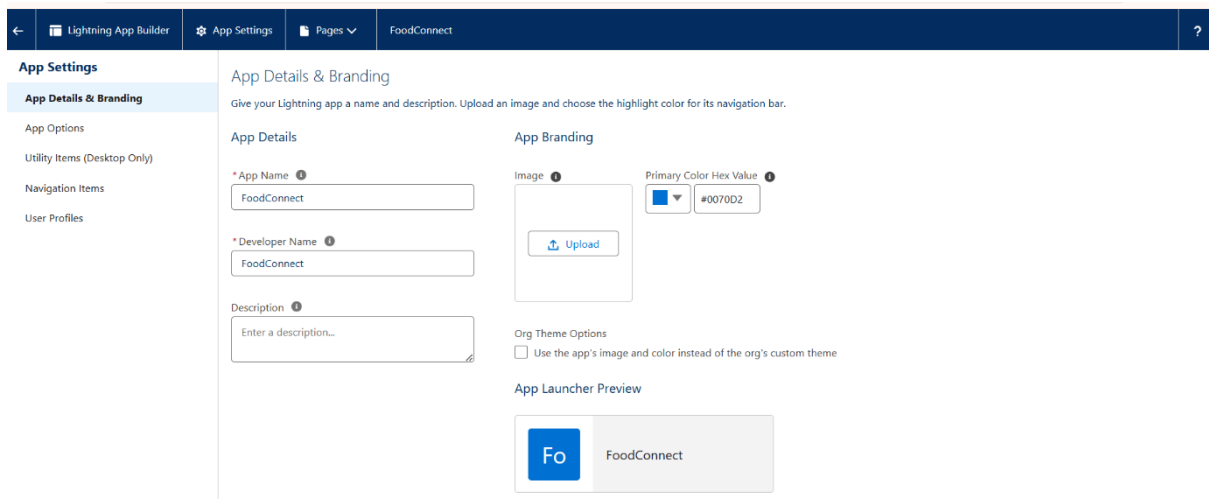 Lightning App Builder
App Settings
Pages
FoodConnect
?
App Settings
App Details & Branding
App Options
Utility Items (Desktop Only)
Navigation Items
User Profiles
App Details & Branding
Give your Lightning app a name and description. Upload an image and choose the highlight color for its navigation bar.
App Details
* App Name
FoodConnect
* Developer Name
FoodConnect
Description
Enter a description...
App Branding
Image
Upload
Primary Color Hex Value
#0070D2
Org Theme Options
Use the app's image and color instead of the org's custom theme
App Launcher Preview
Fo
FoodConnect